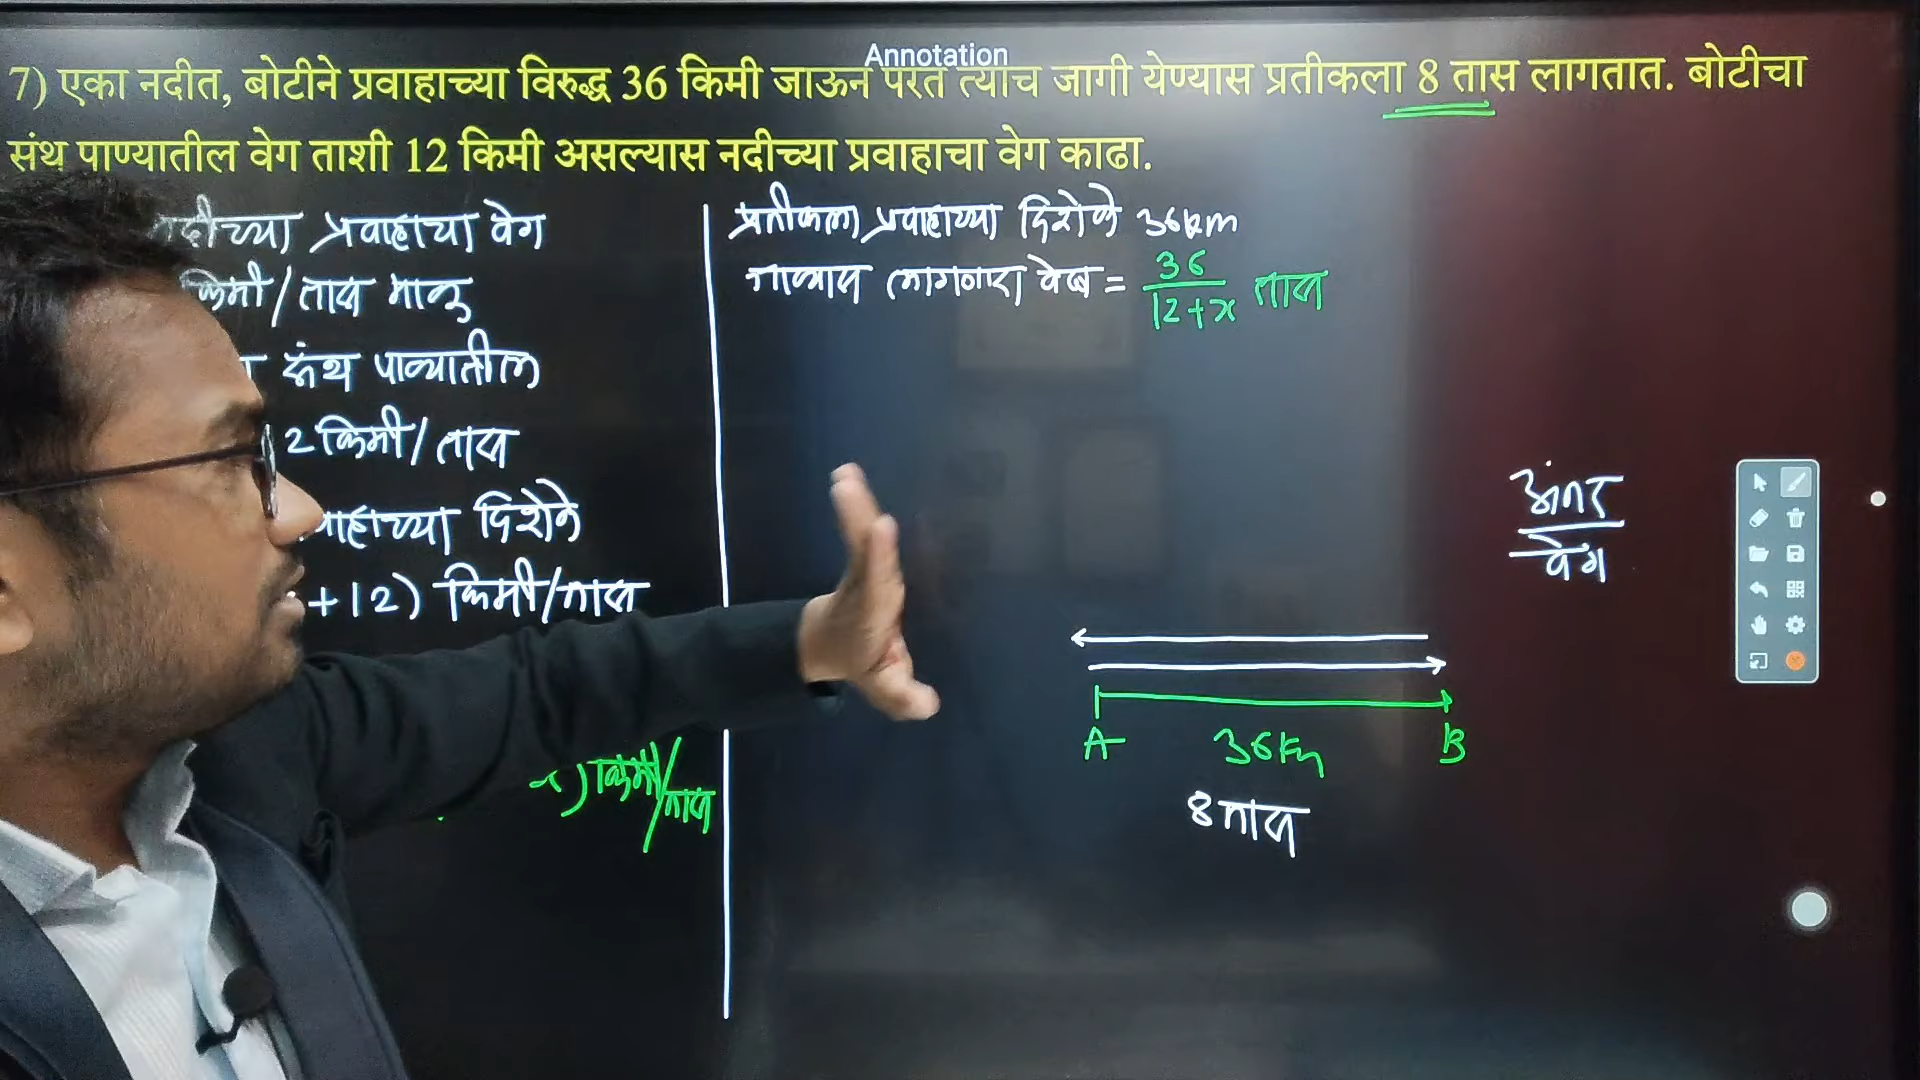 Annotation
7) एका नदीत, बोटीने प्रवाहाच्या विरुद्ध 36 किमी जाऊन परत त्याच जागी येण्यास प्रतीकला 8 तास लागतात. बोटीचा
संथ पाण्यातील वेग ताशी 12 किमी असल्यास नदीच्या प्रवाहाचा वेग काढा.
नदीच्या प्रवाहाचा वेग
किमी/तास मानू
संथ पाण्यातील
2 किमी/तास
दिशेने
+12) किमी/तास
x) किमी/तास
प्रतीकला प्रवाहाच्या दिशेने 36km
जाण्यास लागणारा वेळ = 36/12+x तास
अंतर
वेग
A 36km B
8 तास